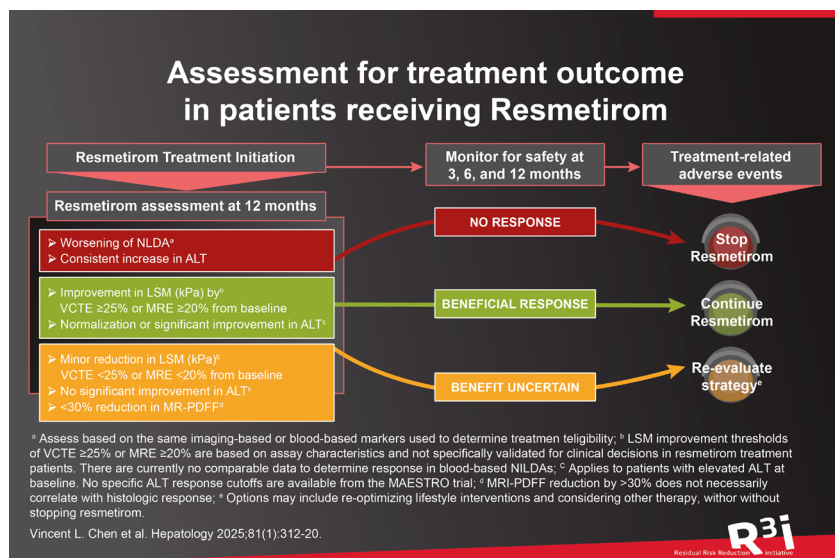 Assessment for treatment outcome
in patients receiving Resmetirom
Resmetirom Treatment Initiation
Monitor for safety at
3, 6, and 12 months
Treatment-related
adverse events
Resmetirom assessment at 12 months
➢ Worsening of NLDAᵃ
➢ Consistent increase in ALT
NO RESPONSE
Stop
Resmetirom
➢ Improvement in LSM (kPa) byᵇ
VCTE ≥25% or MRE ≥20% from baseline
➢ Normalization or significant improvement in ALTᶜ
BENEFICIAL RESPONSE
Continue
Resmetirom
➢ Minor reduction in LSM (kPa)ᵇ
VCTE <25% or MRE <20% from baseline
➢ No significant improvement in ALTᶜ
➢ <30% reduction in MR-PDFFᵈ
BENEFIT UNCERTAIN
Re-evaluate
strategyᵉ
ᵃ Assess based on the same imaging-based or blood-based markers used to determine treatmen teligibility; ᵇ LSM improvement thresholds
of VCTE ≥25% or MRE ≥20% are based on assay characteristics and not specifically validated for clinical decisions in resmetirom treatment
patients. There are currently no comparable data to determine response in blood-based NILDAs; ᶜ Applies to patients with elevated ALT at
baseline. No specific ALT response cutoffs are available from the MAESTRO trial; ᵈ MRI-PDFF reduction by >30% does not necessarily
correlate with histologic response; ᵉ Options may include re-optimizing lifestyle interventions and considering other therapy, withor without
stopping resmetirom.
Vincent L. Chen et al. Hepatology 2025;81(1):312-20.
R3i
Residual Risk Reduction initiative